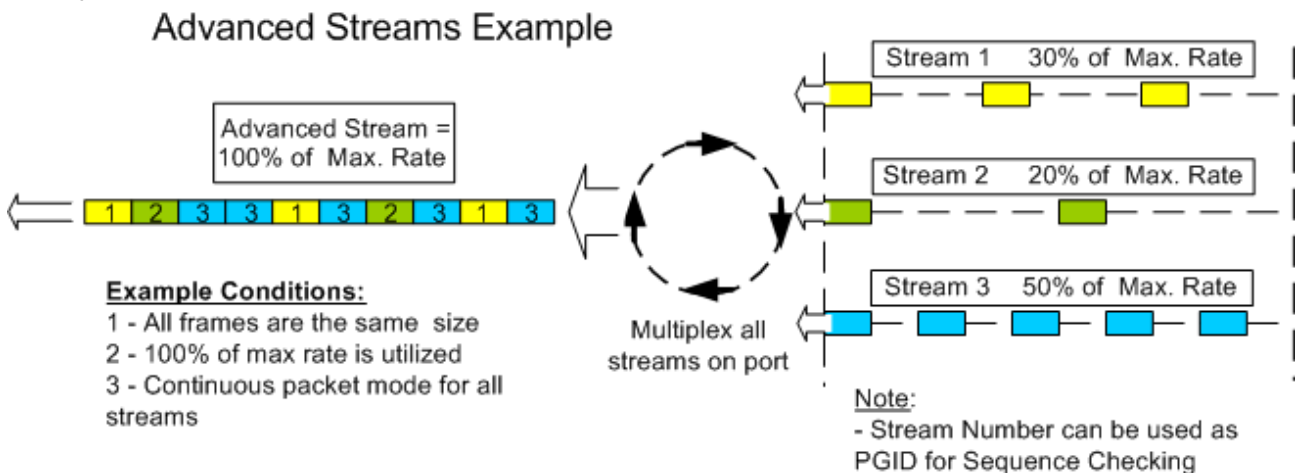 Advanced Streams Example
Advanced Stream =
100% of Max. Rate
1 2 3 3 1 3 2 3 1 3
Example Conditions:
1 - All frames are the same size
2 - 100% of max rate is utilized
3 - Continuous packet mode for all
streams
Multiplex all
streams on port
Stream 1 30% of Max. Rate
Stream 2 20% of Max. Rate
Stream 3 50% of Max. Rate
Note:
- Stream Number can be used as
PGID for Sequence Checking